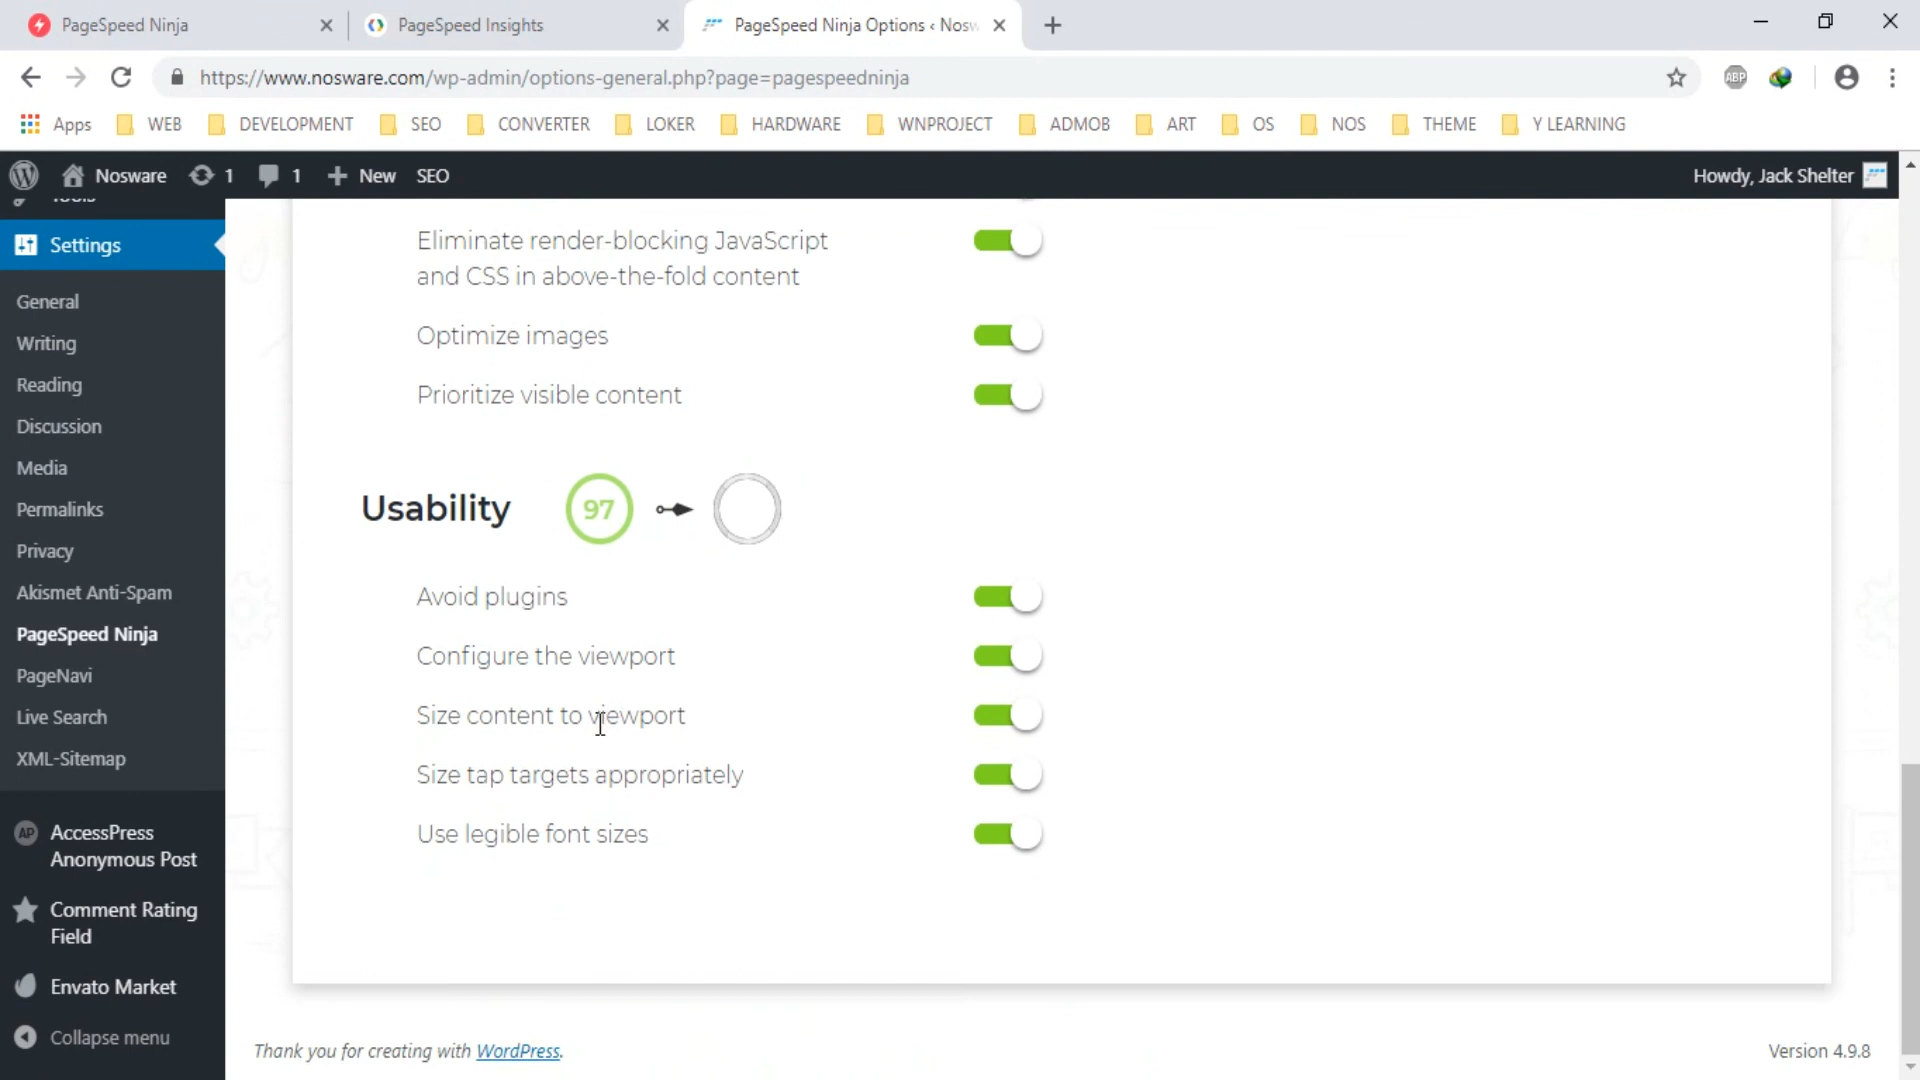 PageSpeed Ninja
PageSpeed Insights
PageSpeed Ninja Options ‹ Nosw
https://www.nosware.com/wp-admin/options-general.php?page=pagespeedninja
ABP
Apps WEB DEVELOPMENT SEO CONVERTER LOKER HARDWARE WNPROJECT ADMOB ART OS NOS THEME Y LEARNING
Nosware 1 1 New SEO
Howdy, Jack Shelter
Tools
Settings
General
Writing
Reading
Discussion
Media
Permalinks
Privacy
Akismet Anti-Spam
PageSpeed Ninja
PageNavi
Live Search
XML-Sitemap
AP AccessPress
Anonymous Post
Comment Rating
Field
Envato Market
Collapse menu
Eliminate render-blocking JavaScript
and CSS in above-the-fold content
Optimize images
Prioritize visible content
Usability 97
Avoid plugins
Configure the viewport
Size content to viewport
Size tap targets appropriately
Use legible font sizes
Thank you for creating with WordPress.
Version 4.9.8